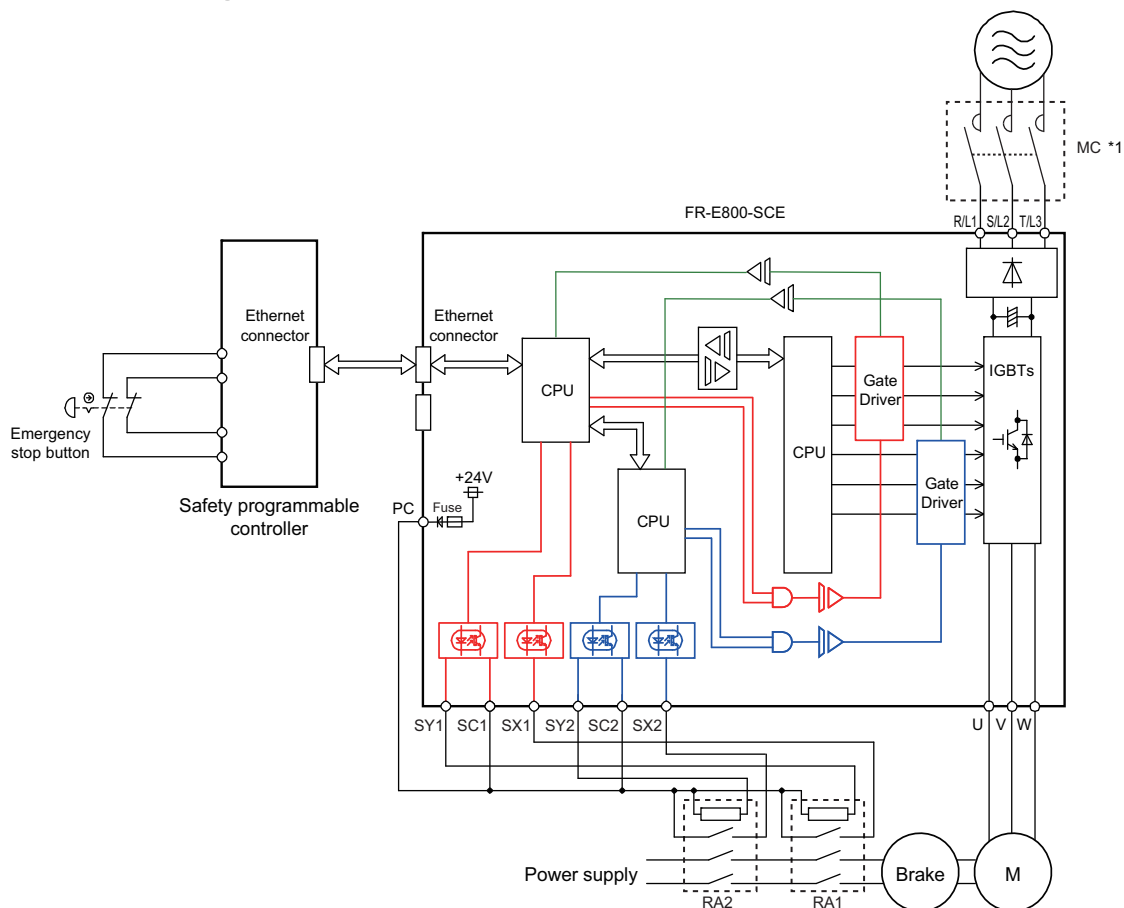 MC *1
FR-E800-SCE
R/L1 S/L2 T/L3
Ethernet
connector
Ethernet
connector
CPU
Gate
Driver
IGBTs
Emergency
stop button
CPU
Gate
Driver
+24V
Safety programmable
controller
PC
Fuse
CPU
SY1 SC1 SX1 SY2 SC2 SX2
U V W
Power supply
Brake
M
RA2
RA1